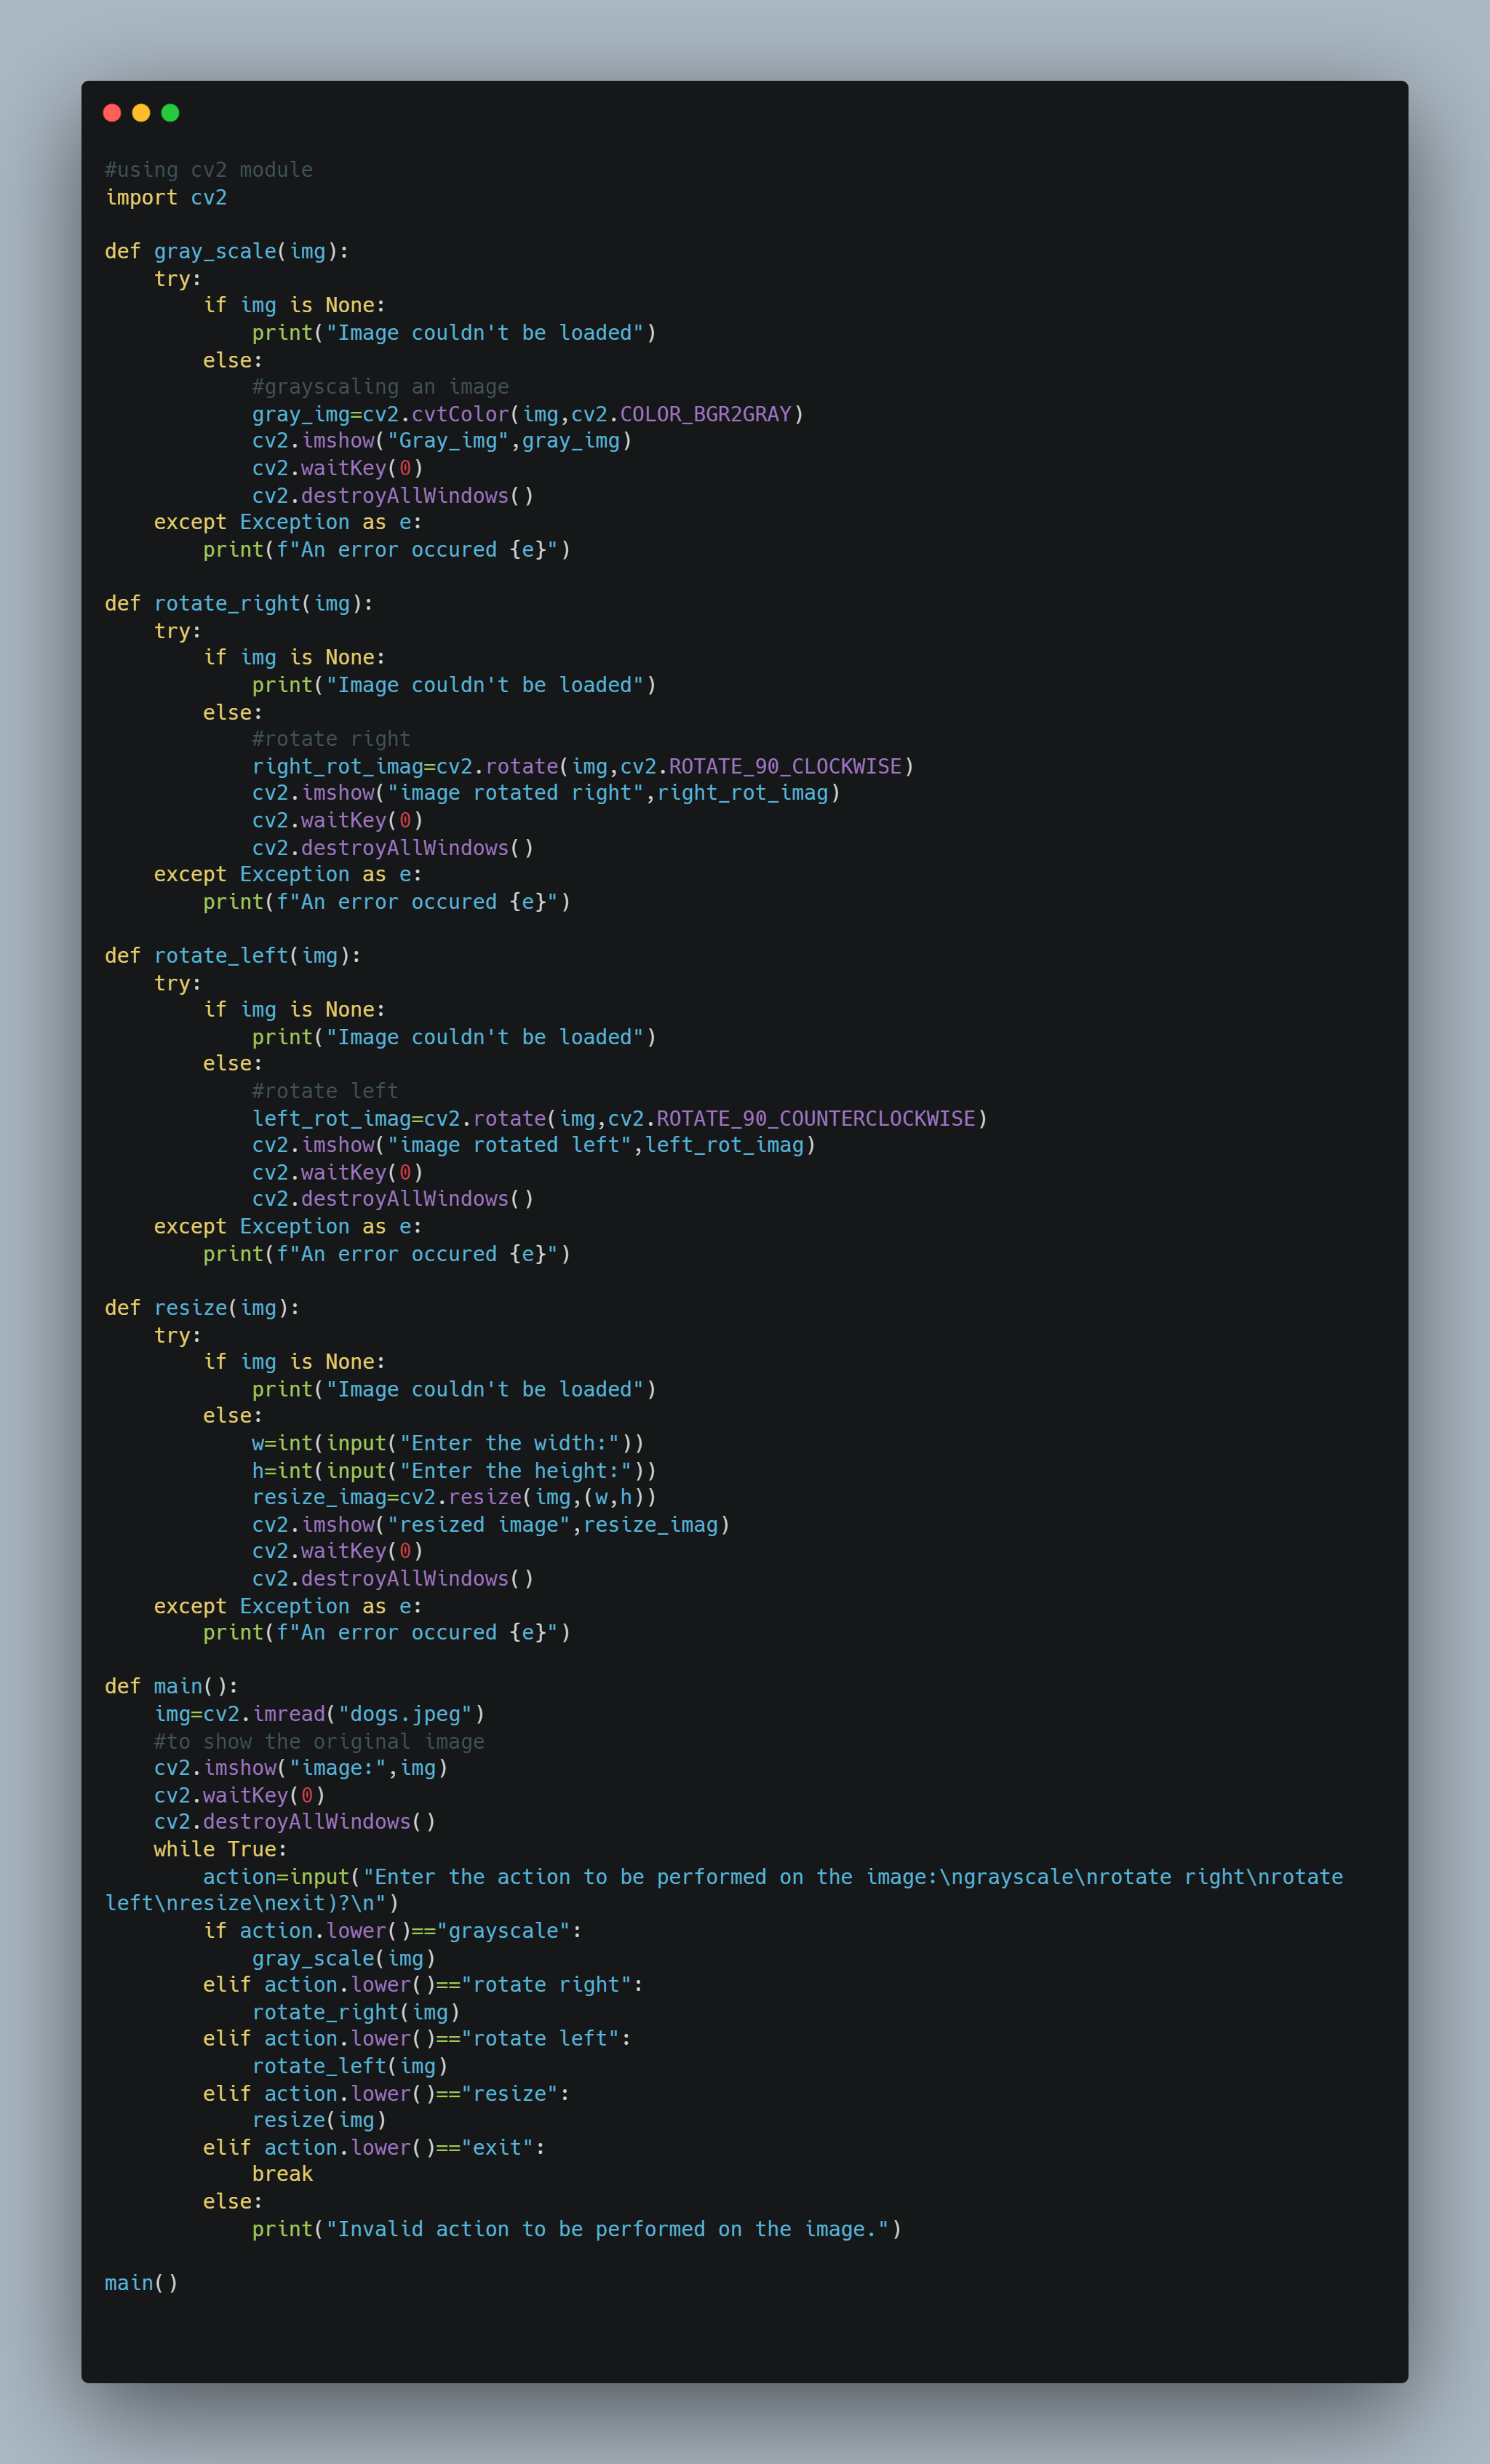 #using cv2 module
import cv2

def gray_scale(img):
    try:
        if img is None:
            print("Image couldn't be loaded")
        else:
            #grayscaling an image
            gray_img=cv2.cvtColor(img,cv2.COLOR_BGR2GRAY)
            cv2.imshow("Gray_img",gray_img)
            cv2.waitKey(0)
            cv2.destroyAllWindows()
    except Exception as e:
        print(f"An error occured {e}")

def rotate_right(img):
    try:
        if img is None:
            print("Image couldn't be loaded")
        else:
            #rotate right
            right_rot_imag=cv2.rotate(img,cv2.ROTATE_90_CLOCKWISE)
            cv2.imshow("image rotated right",right_rot_imag)
            cv2.waitKey(0)
            cv2.destroyAllWindows()
    except Exception as e:
        print(f"An error occured {e}")

def rotate_left(img):
    try:
        if img is None:
            print("Image couldn't be loaded")
        else:
            #rotate left
            left_rot_imag=cv2.rotate(img,cv2.ROTATE_90_COUNTERCLOCKWISE)
            cv2.imshow("image rotated left",left_rot_imag)
            cv2.waitKey(0)
            cv2.destroyAllWindows()
    except Exception as e:
        print(f"An error occured {e}")

def resize(img):
    try:
        if img is None:
            print("Image couldn't be loaded")
        else:
            w=int(input("Enter the width:"))
            h=int(input("Enter the height:"))
            resize_imag=cv2.resize(img,(w,h))
            cv2.imshow("resized image",resize_imag)
            cv2.waitKey(0)
            cv2.destroyAllWindows()
    except Exception as e:
        print(f"An error occured {e}")

def main():
    img=cv2.imread("dogs.jpeg")
    #to show the original image
    cv2.imshow("image:",img)
    cv2.waitKey(0)
    cv2.destroyAllWindows()
    while True:
        action=input("Enter the action to be performed on the image:\ngrayscale\nrotate right\nrotate
left\nresize\nexit)?\n")
        if action.lower()=="grayscale":
            gray_scale(img)
        elif action.lower()=="rotate right":
            rotate_right(img)
        elif action.lower()=="rotate left":
            rotate_left(img)
        elif action.lower()=="resize":
            resize(img)
        elif action.lower()=="exit":
            break
        else:
            print("Invalid action to be performed on the image.")

main()